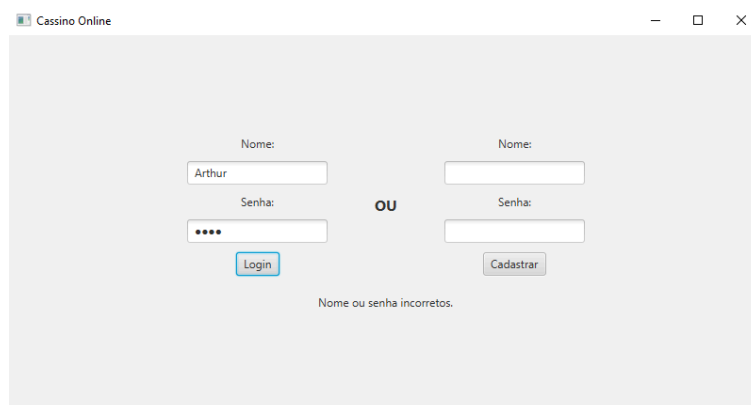 Cassino Online
Nome:
Arthur
Senha:
••••
Login
OU
Nome:
Senha:
Cadastrar
Nome ou senha incorretos.